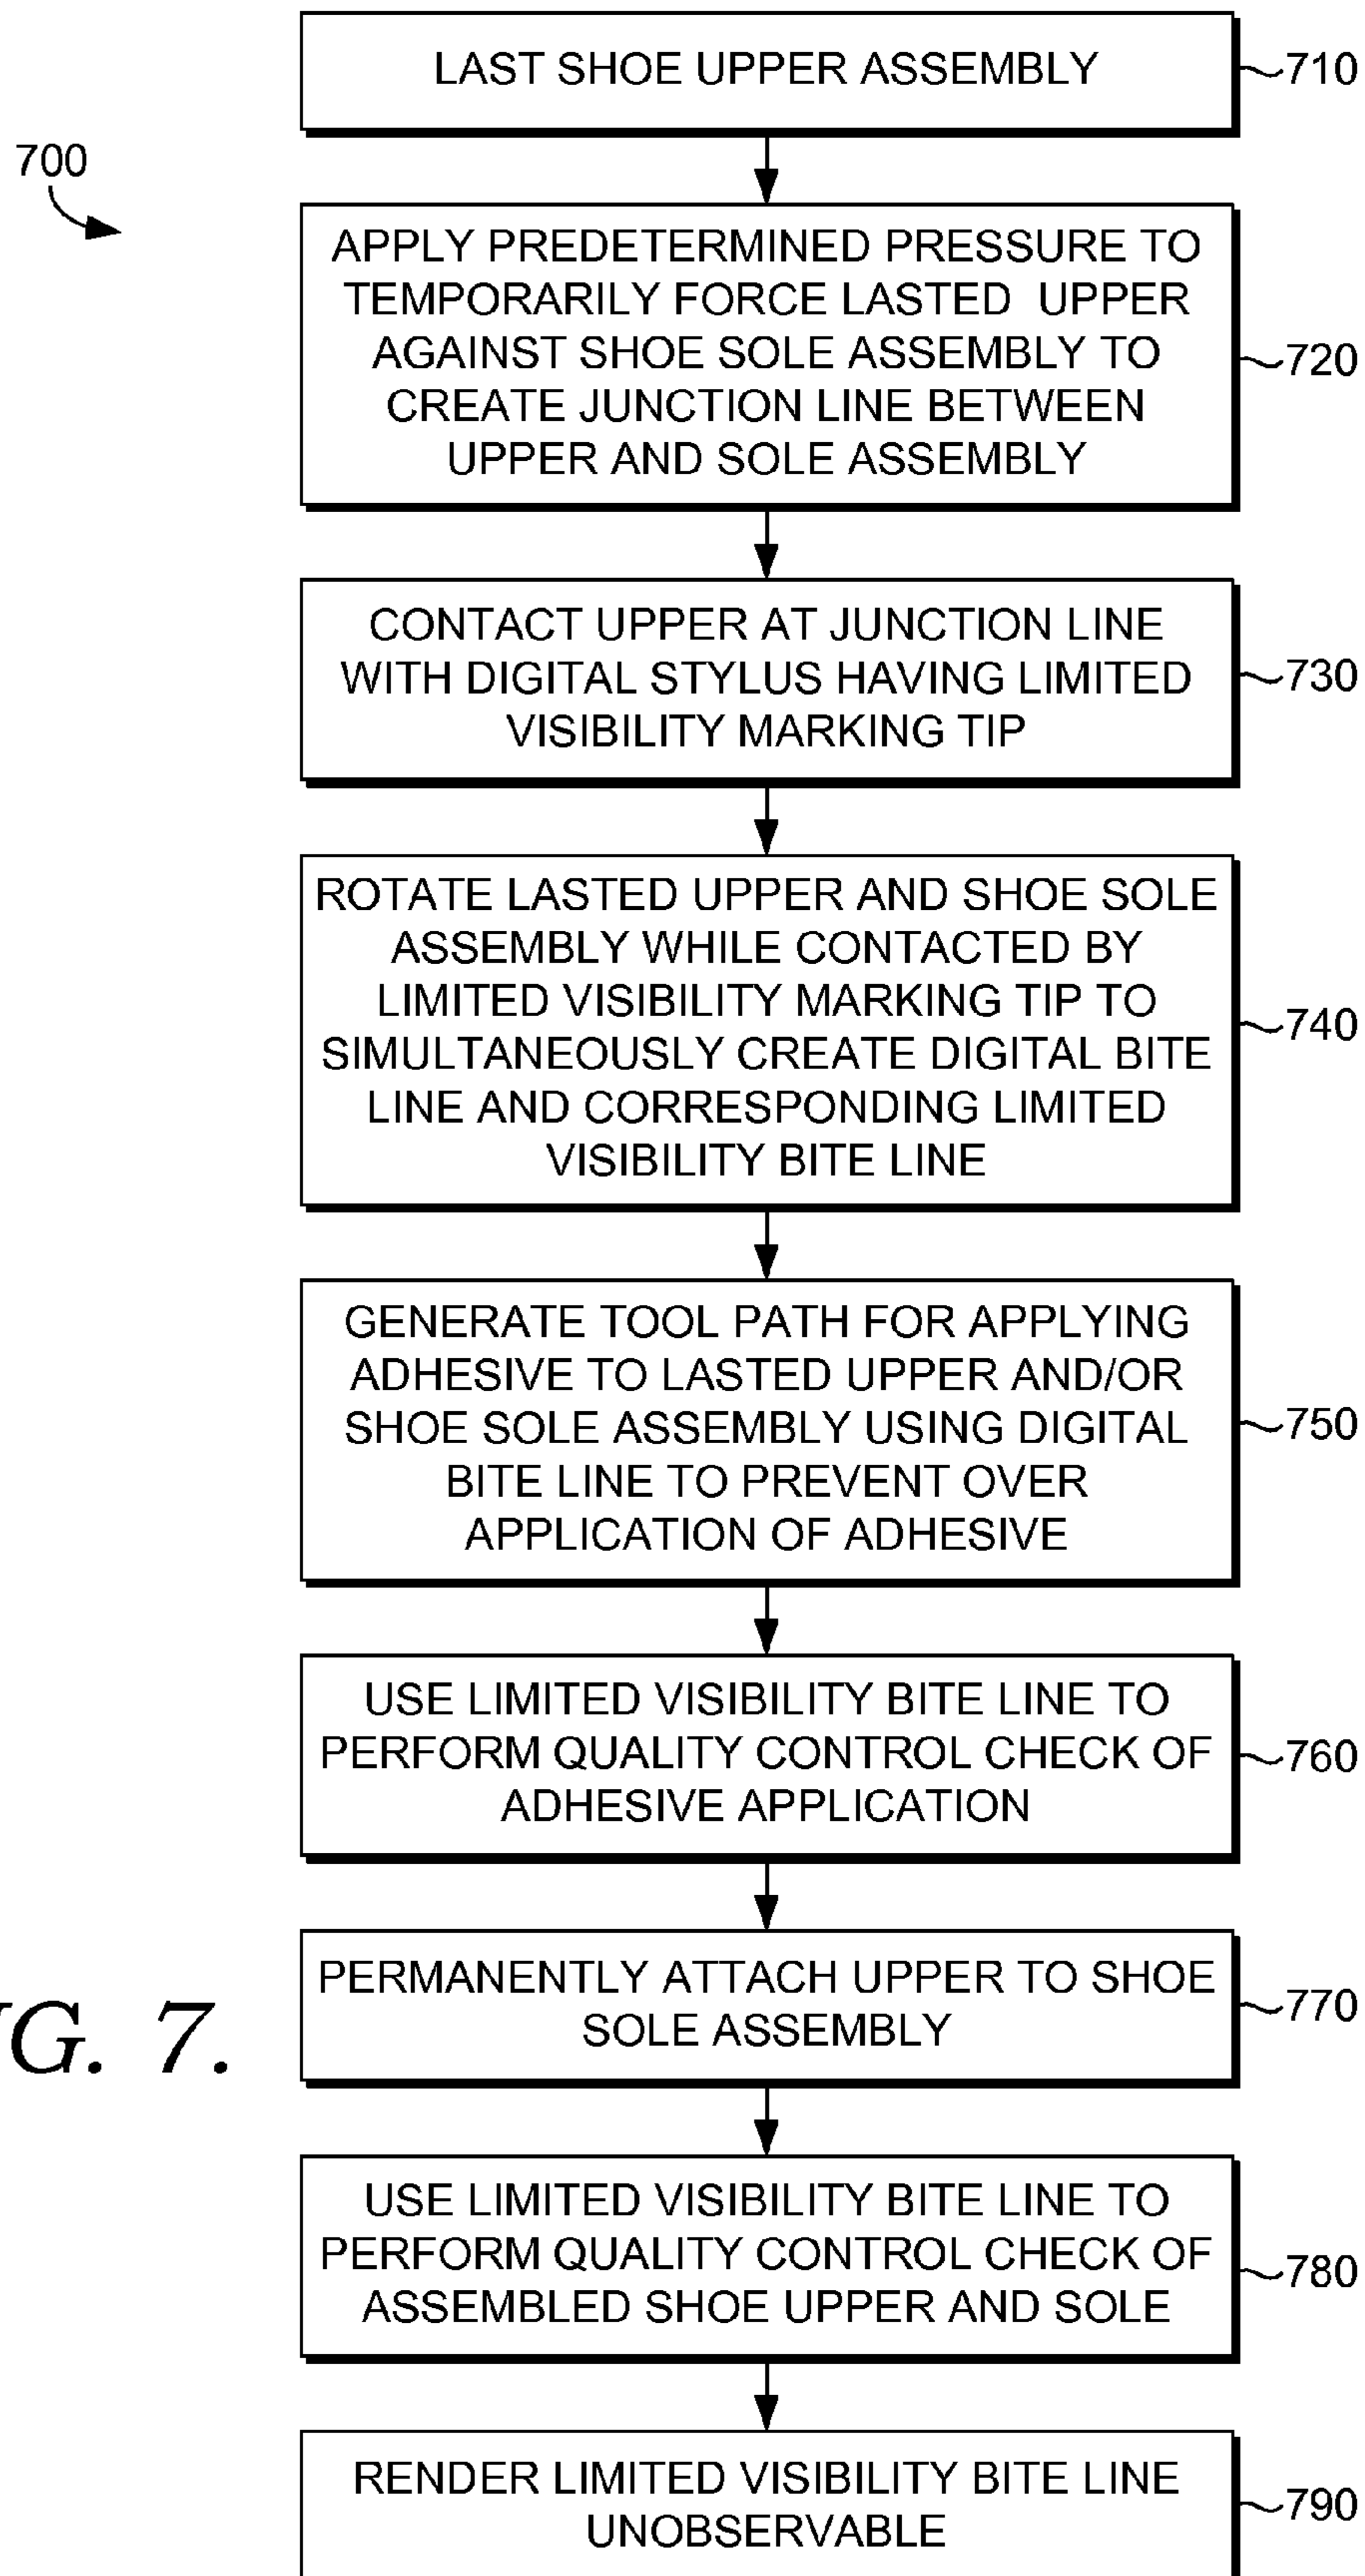 LAST SHOE UPPER ASSEMBLY
710
700
APPLY PREDETERMINED PRESSURE TO
TEMPORARILY FORCE LASTED UPPER
AGAINST SHOE SOLE ASSEMBLY TO
CREATE JUNCTION LINE BETWEEN
UPPER AND SOLE ASSEMBLY
720
CONTACT UPPER AT JUNCTION LINE
WITH DIGITAL STYLUS HAVING LIMITED
VISIBILITY MARKING TIP
730
ROTATE LASTED UPPER AND SHOE SOLE
ASSEMBLY WHILE CONTACTED BY
LIMITED VISIBILITY MARKING TIP TO
SIMULTANEOUSLY CREATE DIGITAL BITE
LINE AND CORRESPONDING LIMITED
VISIBILITY BITE LINE
740
GENERATE TOOL PATH FOR APPLYING
ADHESIVE TO LASTED UPPER AND/OR
SHOE SOLE ASSEMBLY USING DIGITAL
BITE LINE TO PREVENT OVER
APPLICATION OF ADHESIVE
750
USE LIMITED VISIBILITY BITE LINE TO
PERFORM QUALITY CONTROL CHECK OF
ADHESIVE APPLICATION
760
PERMANENTLY ATTACH UPPER TO SHOE
SOLE ASSEMBLY
770
G. 7.
USE LIMITED VISIBILITY BITE LINE TO
PERFORM QUALITY CONTROL CHECK OF
ASSEMBLED SHOE UPPER AND SOLE
780
RENDER LIMITED VISIBILITY BITE LINE
UNOBSERVABLE
790